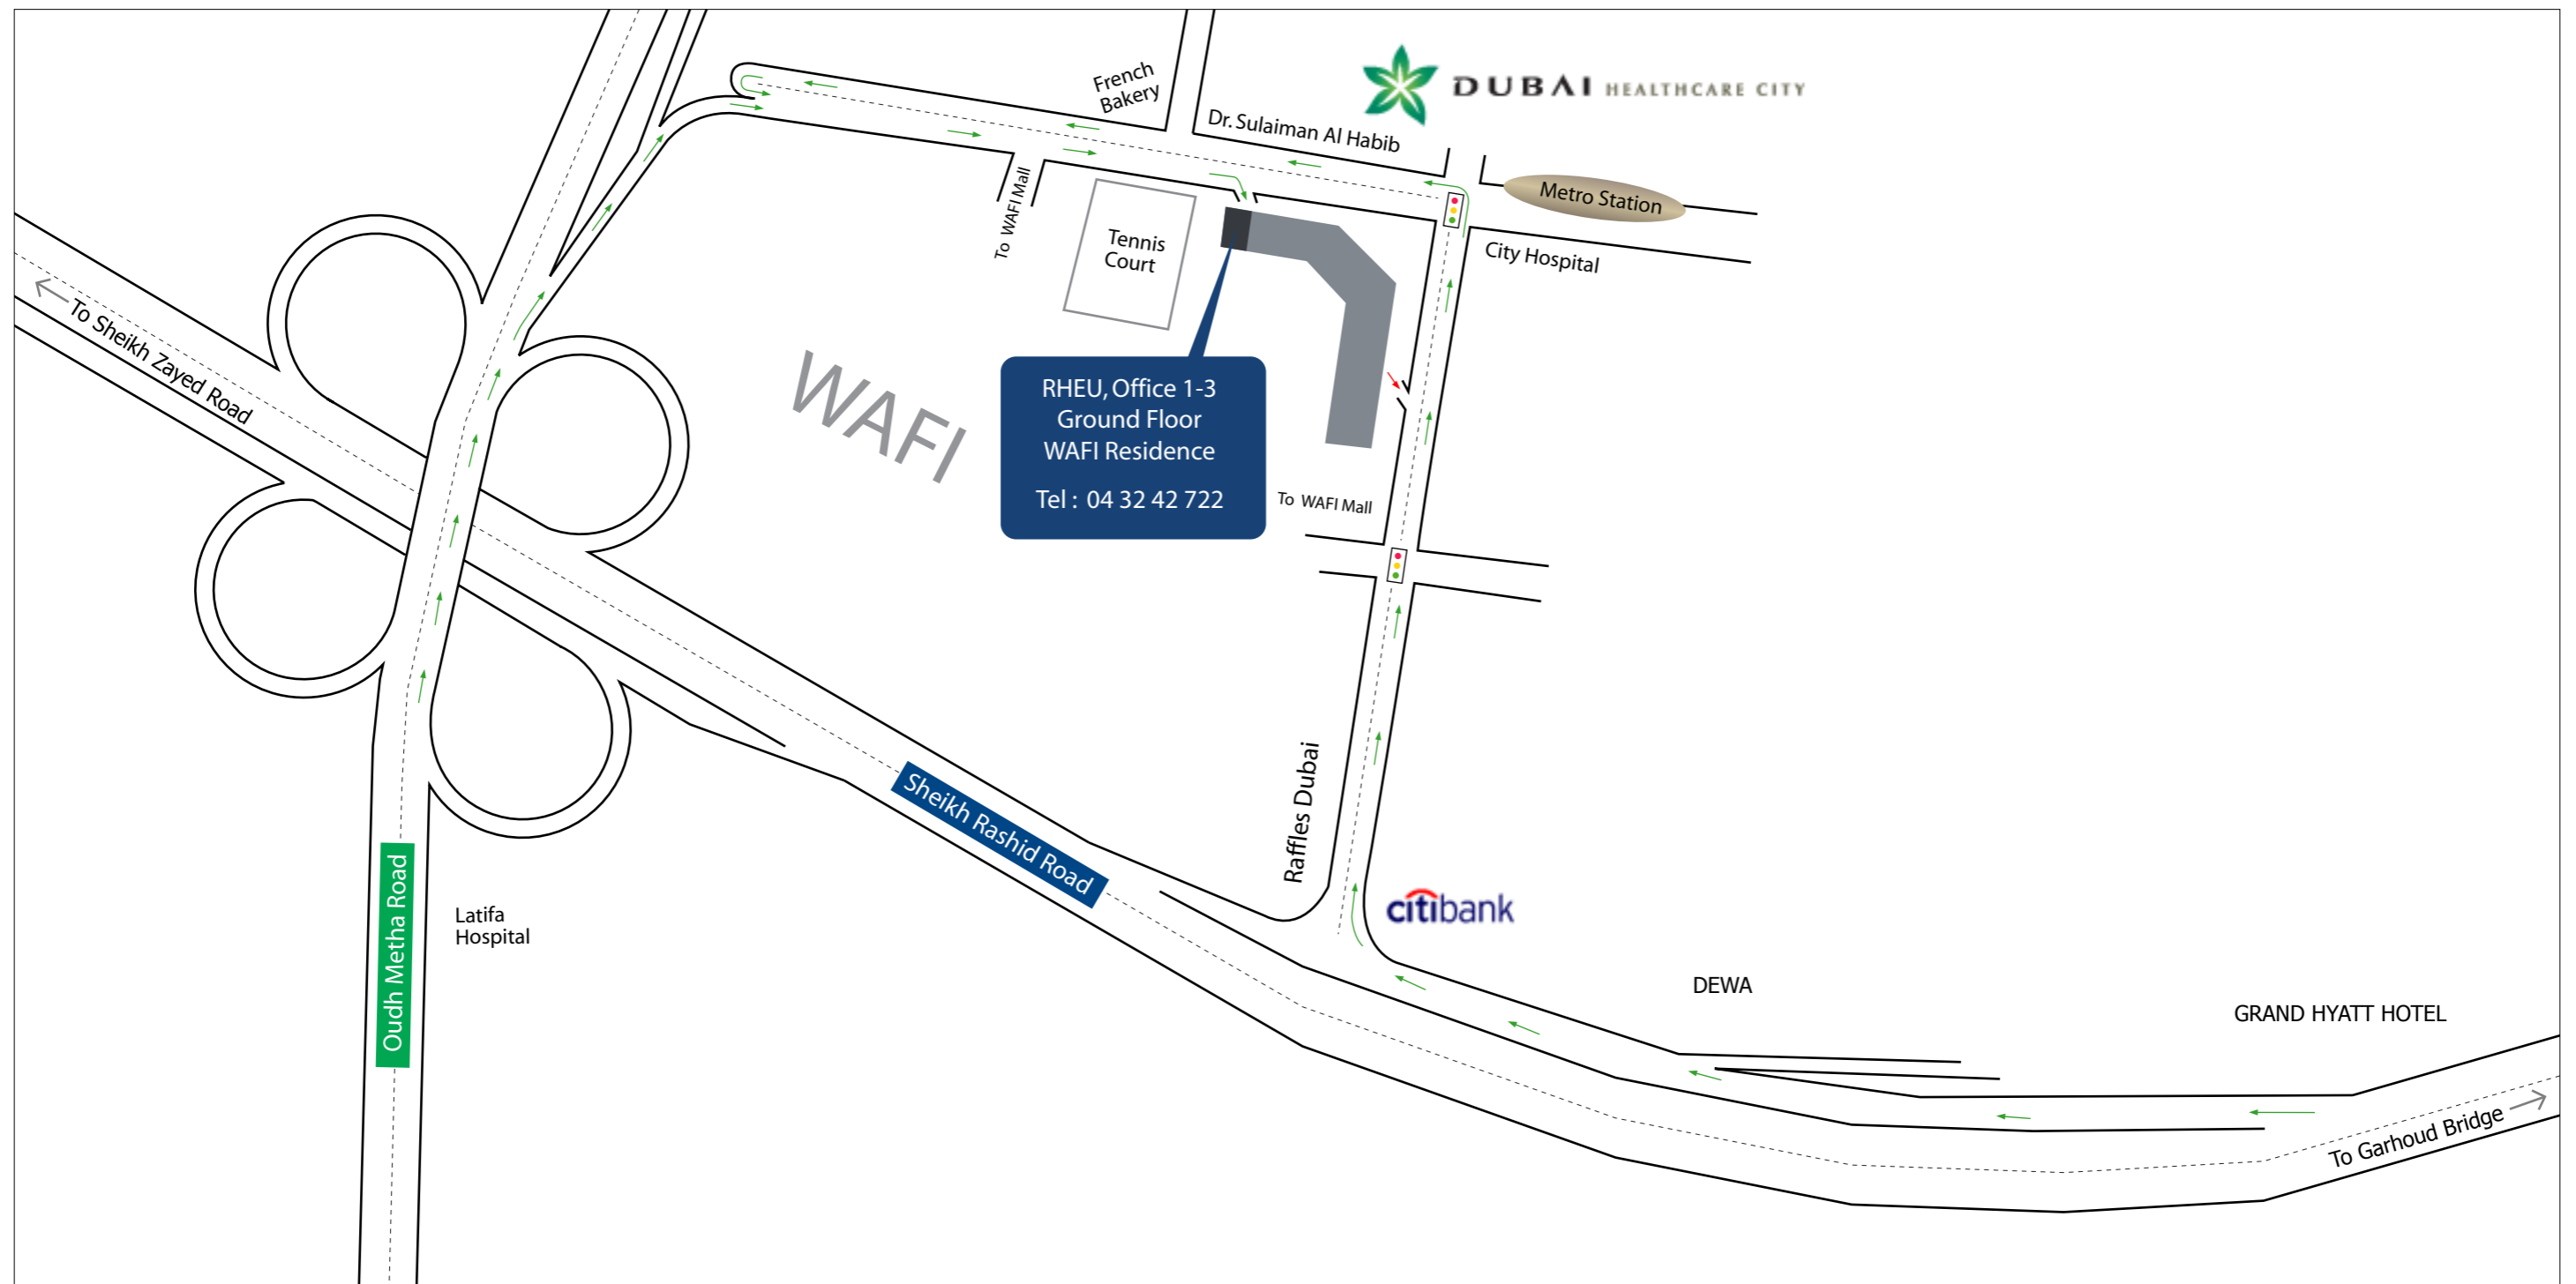 French
Bakery
DUBAI HEALTHCARE CITY
Dr. Sulaiman Al Habib
Metro Station
To WAFI Mall
Tennis
Court
City Hospital
To Sheikh Zayed Road
WAFI
RHEU, Office 1-3
Ground Floor
WAFI Residence
Tel : 04 32 42 722
To WAFI Mall
Raffles Dubai
Sheikh Rashid Road
Oudh Metha Road
Latifa
Hospital
citibank
DEWA
GRAND HYATT HOTEL
To Garhoud Bridge